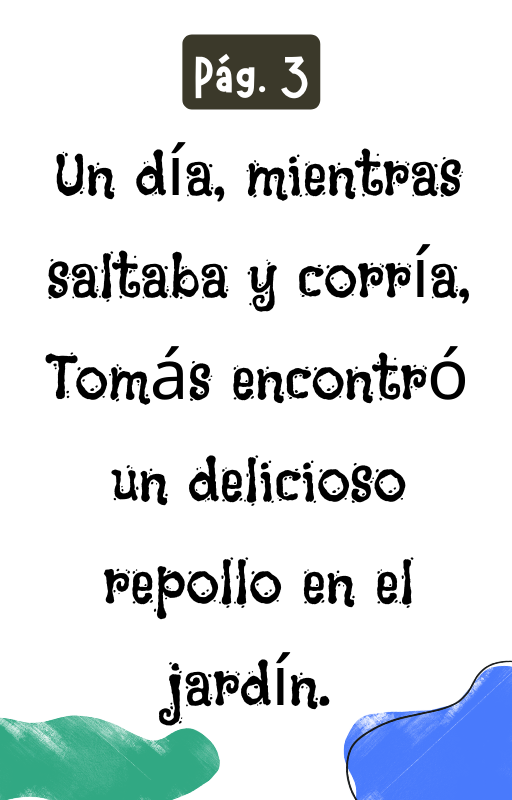 Pág. 3
Un día, mientras
saltaba y corría,
Tomás encontró
un delicioso
repollo en el
jardín.